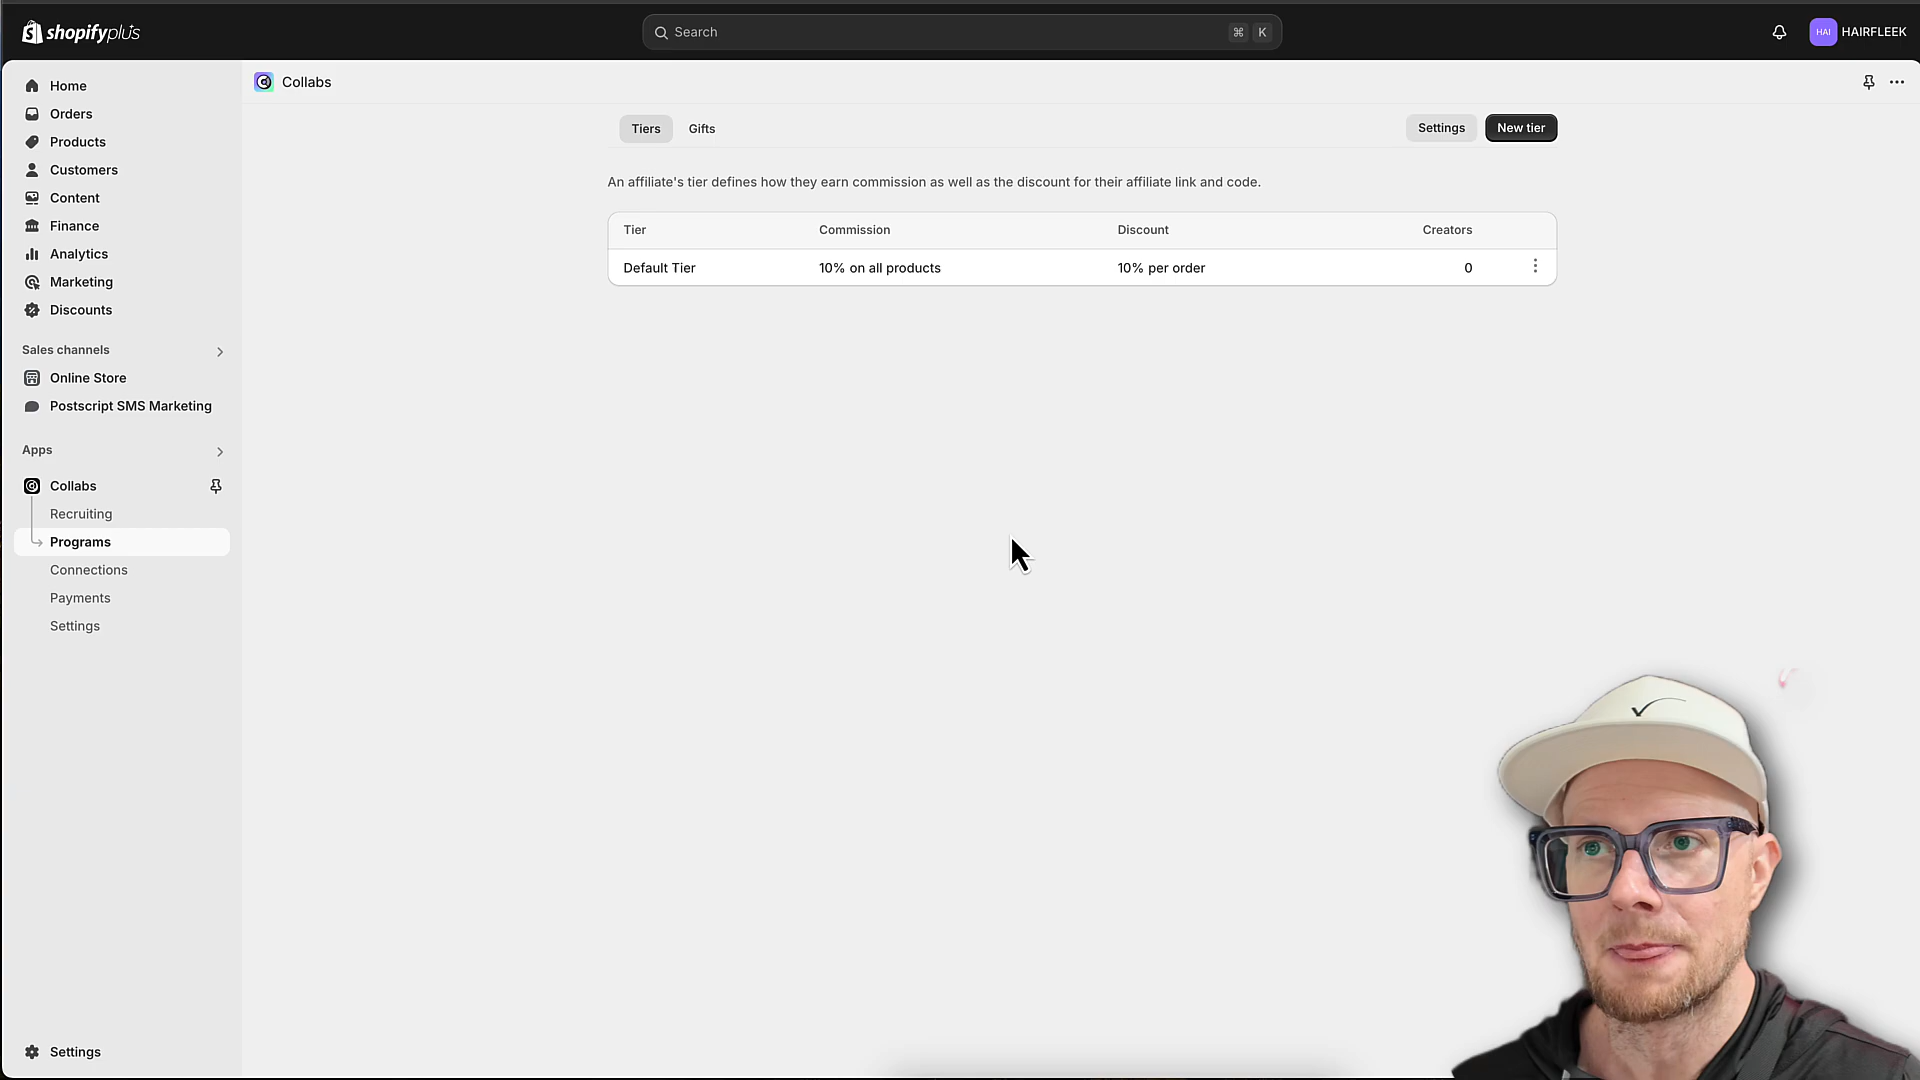 shopifyplus
Search
⌘ K
HAI
HAIRFLEEK
Home
Orders
Products
Customers
Content
Finance
Analytics
Marketing
Discounts
Sales channels
Online Store
Postscript SMS Marketing
Apps
Collabs
Recruiting
Programs
Connections
Payments
Settings
Settings
Collabs
Tiers Gifts
Settings New tier
An affiliate's tier defines how they earn commission as well as the discount for their affiliate link and code.
Tier Commission Discount Creators
Default Tier 10% on all products 10% per order 0